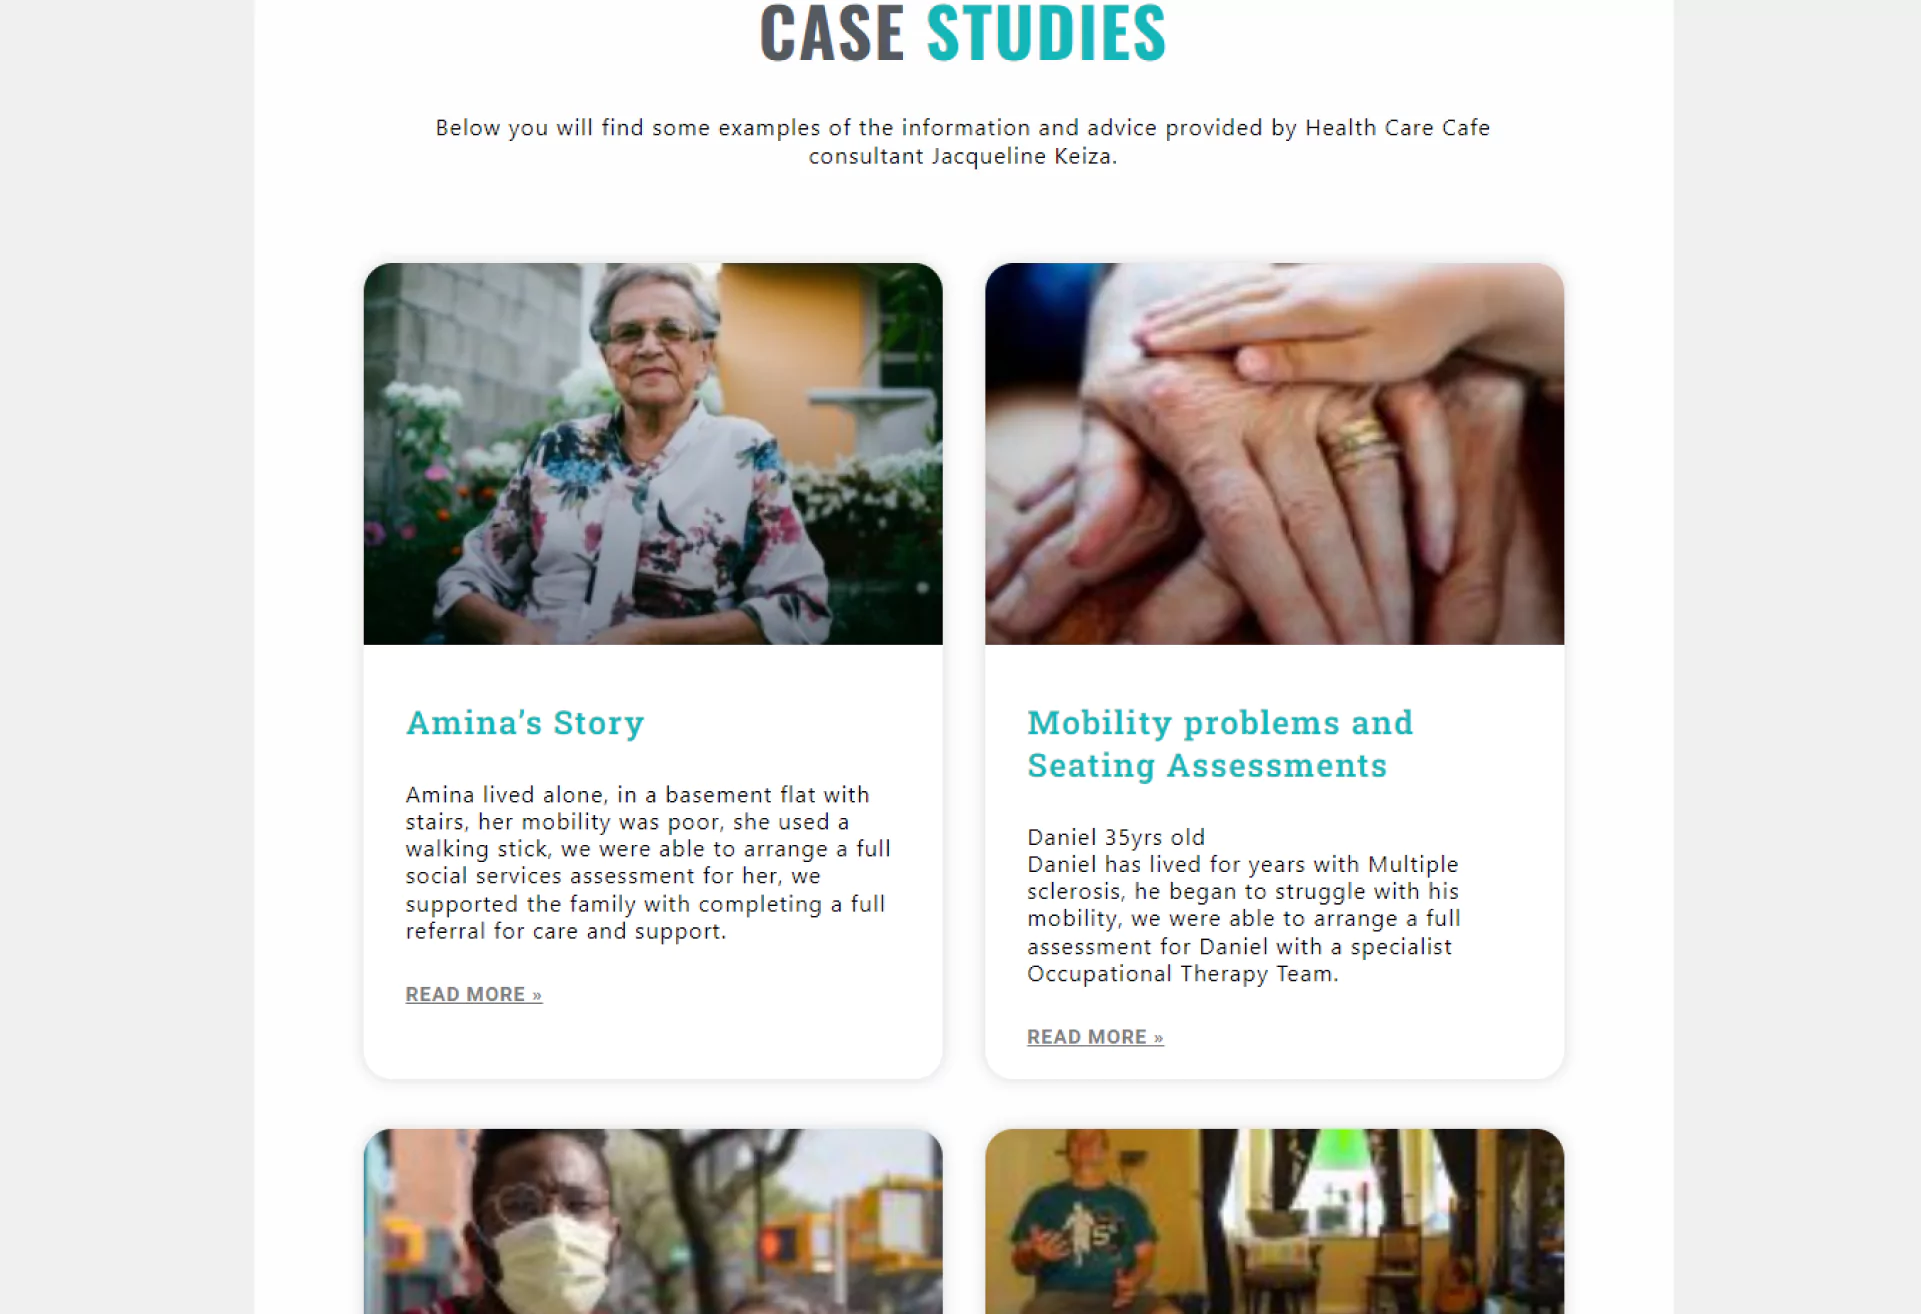 CASE STUDIES
Below you will find some examples of the information and advice provided by Health Care Cafe
consultant Jacqueline Keiza.
Amina’s Story
Amina lived alone, in a basement flat with
stairs, her mobility was poor, she used a
walking stick, we were able to arrange a full
social services assessment for her, we
supported the family with completing a full
referral for care and support.
READ MORE »
Mobility problems and
Seating Assessments
Daniel 35yrs old
Daniel has lived for years with Multiple
sclerosis, he began to struggle with his
mobility, we were able to arrange a full
assessment for Daniel with a specialist
Occupational Therapy Team.
READ MORE »